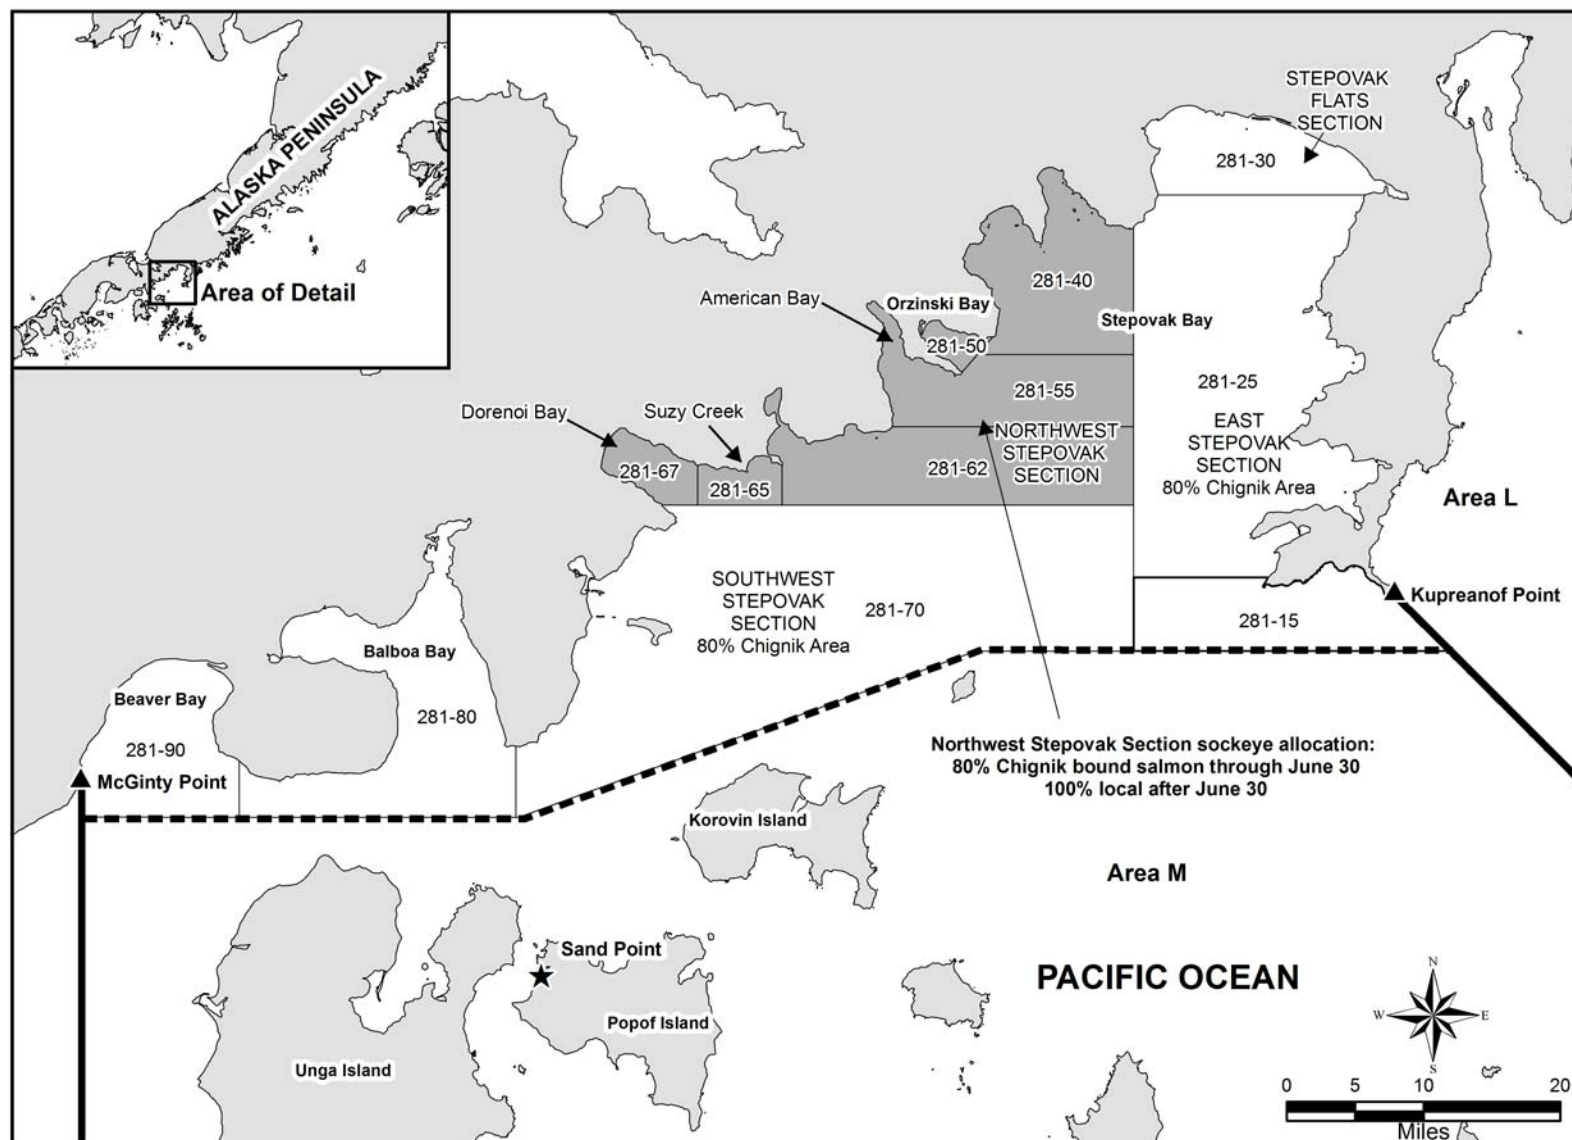 ALASKA PENINSULA
Area of Detail
STEPOVAK
FLATS
SECTION
281-30
American Bay
Orzinski Bay
281-40
Stepovak Bay
281-50
281-55
281-25
Dorenoi Bay
Suzy Creek
NORTHWEST
STEPOVAK
SECTION
EAST
STEPOVAK
SECTION
80% Chignik Area
281-67
281-65
281-62
Area L
SOUTHWEST
STEPOVAK
SECTION
80% Chignik Area
281-70
Kupreanof Point
281-15
Balboa Bay
Beaver Bay
281-80
281-90
McGinty Point
Northwest Stepovak Section sockeye allocation:
80% Chignik bound salmon through June 30
100% local after June 30
Korovin Island
Area M
Sand Point
PACIFIC OCEAN
Popof Island
Unga Island
N
W
E
S
0 5 10 20
Miles